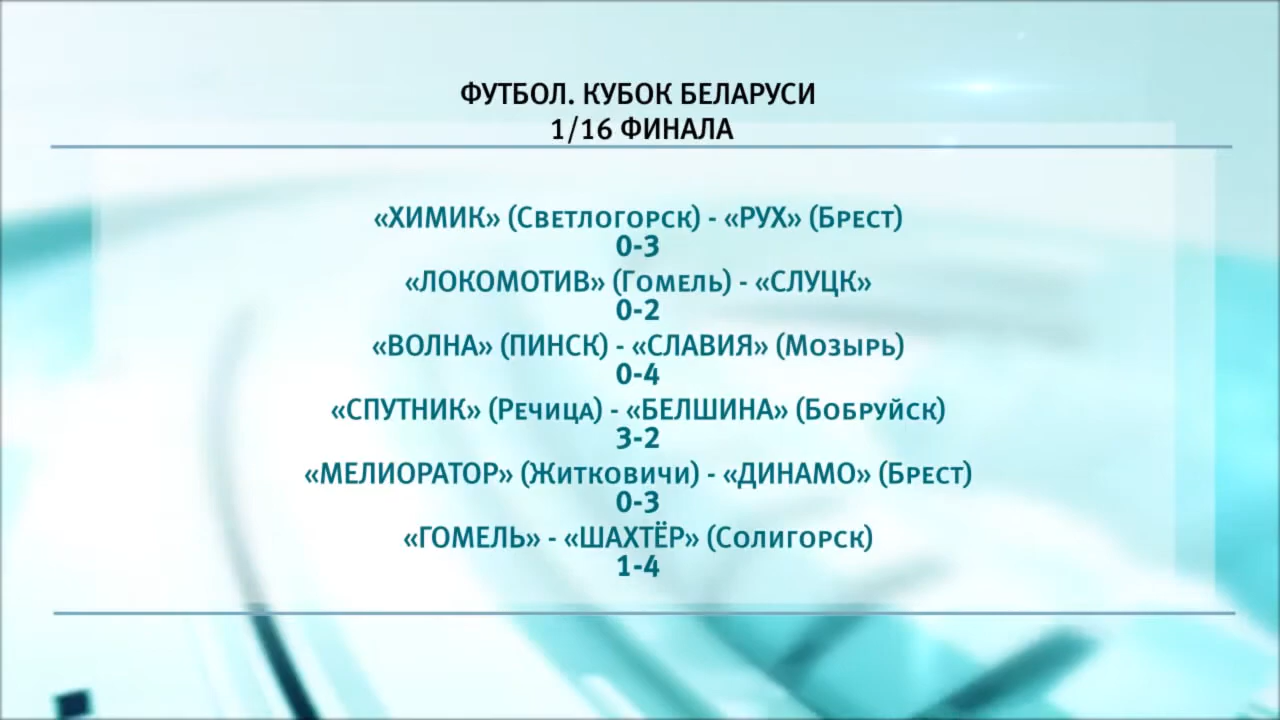 ФУТБОЛ. КУБОК БЕЛАРУСИ
1/16 ФИНАЛА
«ХИМИК» (Светлогорск) - «РУХ» (Брест)
0-3
«ЛОКОМОТИВ» (Гомель) - «СЛУЦК»
0-2
«ВОЛНА» (ПИНСК) - «СЛАВИЯ» (Мозырь)
0-4
«СПУТНИК» (Речица) - «БЕЛШИНА» (Бобруйск)
3-2
«МЕЛИОРАТОР» (Житковичи) - «ДИНАМО» (Брест)
0-3
«ГОМЕЛЬ» - «ШАХТЁР» (Солигорск)
1-4